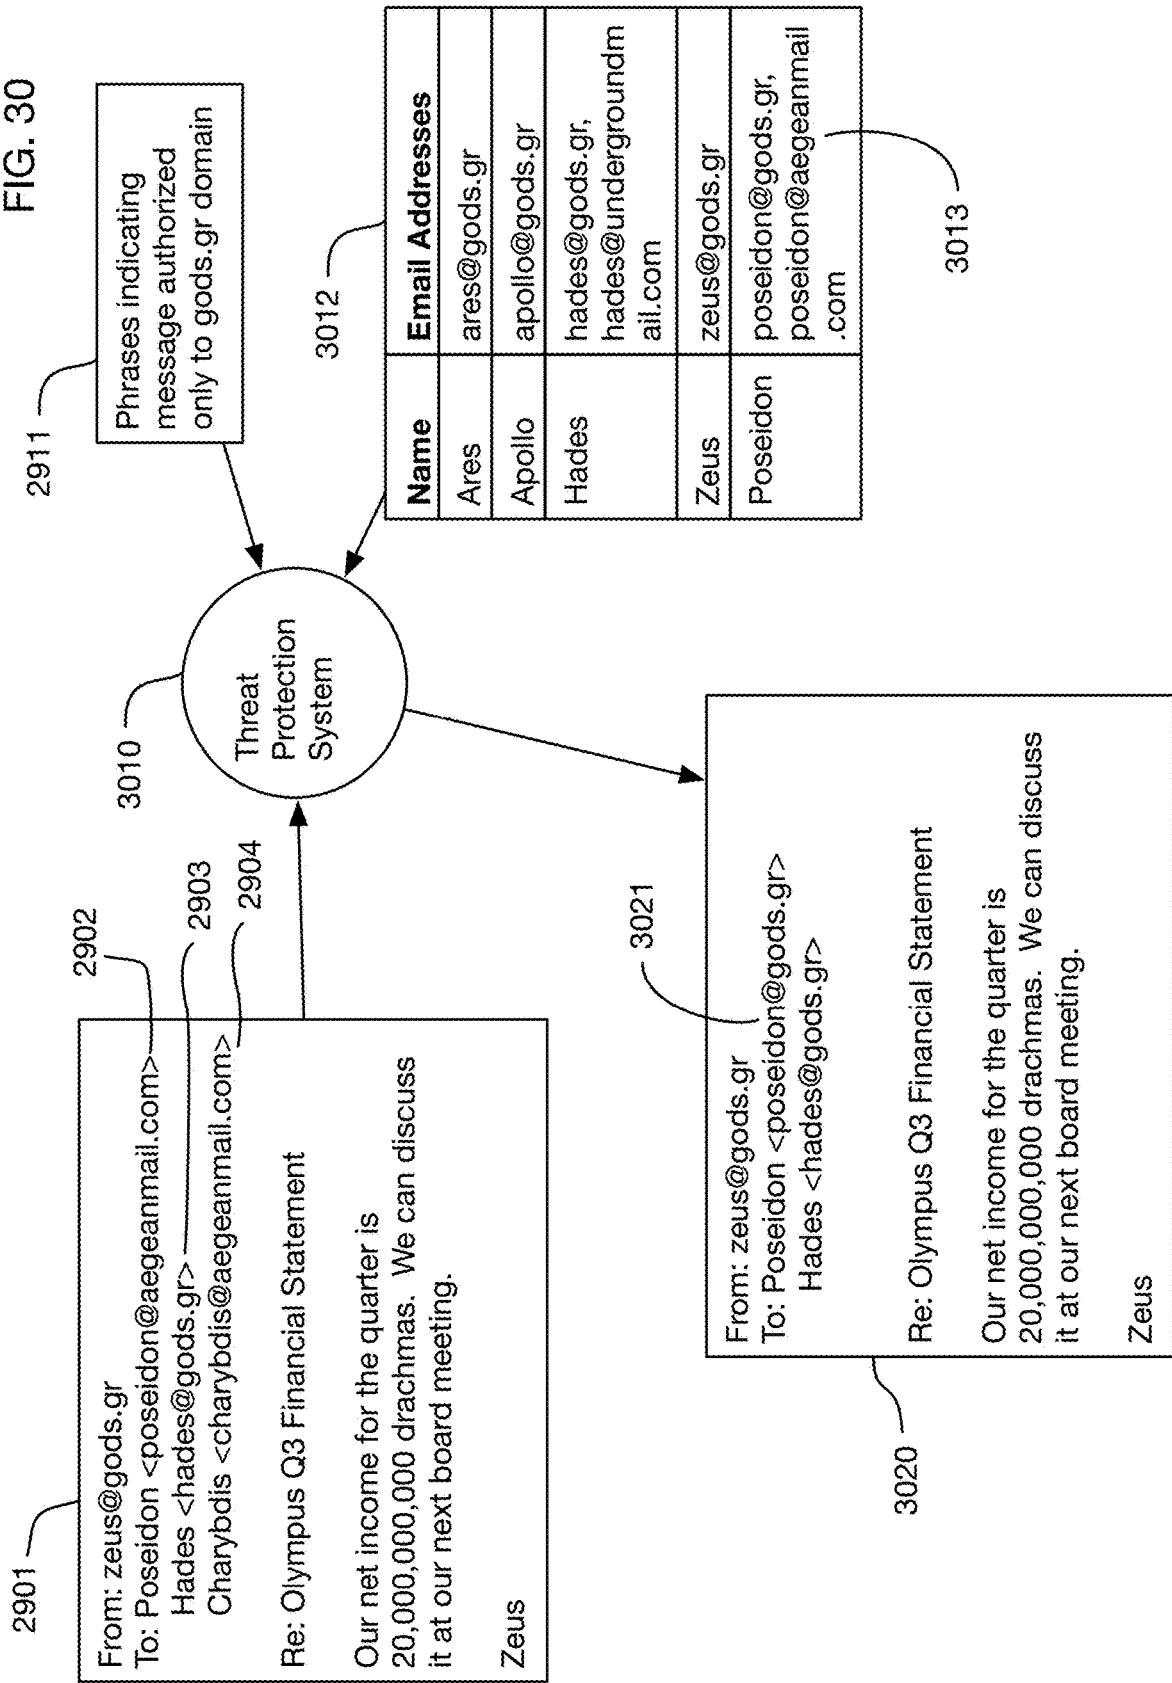 FIG. 30
2901
From: zeus@gods.gr
To: Poseidon <poseidon@aegeanmail.com>
Hades <hades@gods.gr>
Charybdis <charybdis@aegeanmail.com>
Re: Olympus Q3 Financial Statement
Our net income for the quarter is
20,000,000,000 drachmas. We can discuss
it at our next board meeting.
Zeus
2902
2903
2904
3010
Threat
Protection
System
2911
Phrases indicating
message authorized
only to gods.gr domain
3012
Name Email Addresses
Ares ares@gods.gr
Apollo apollo@gods.gr
Hades hades@gods.gr,
hades@undergroundm
ail.com
Zeus zeus@gods.gr
Poseidon poseidon@gods.gr,
poseidon@aegeanmail
.com
3013
3021
From: zeus@gods.gr
To: Poseidon <poseidon@gods.gr>
Hades <hades@gods.gr>
Re: Olympus Q3 Financial Statement
Our net income for the quarter is
20,000,000,000 drachmas. We can discuss
it at our next board meeting.
Zeus
3020